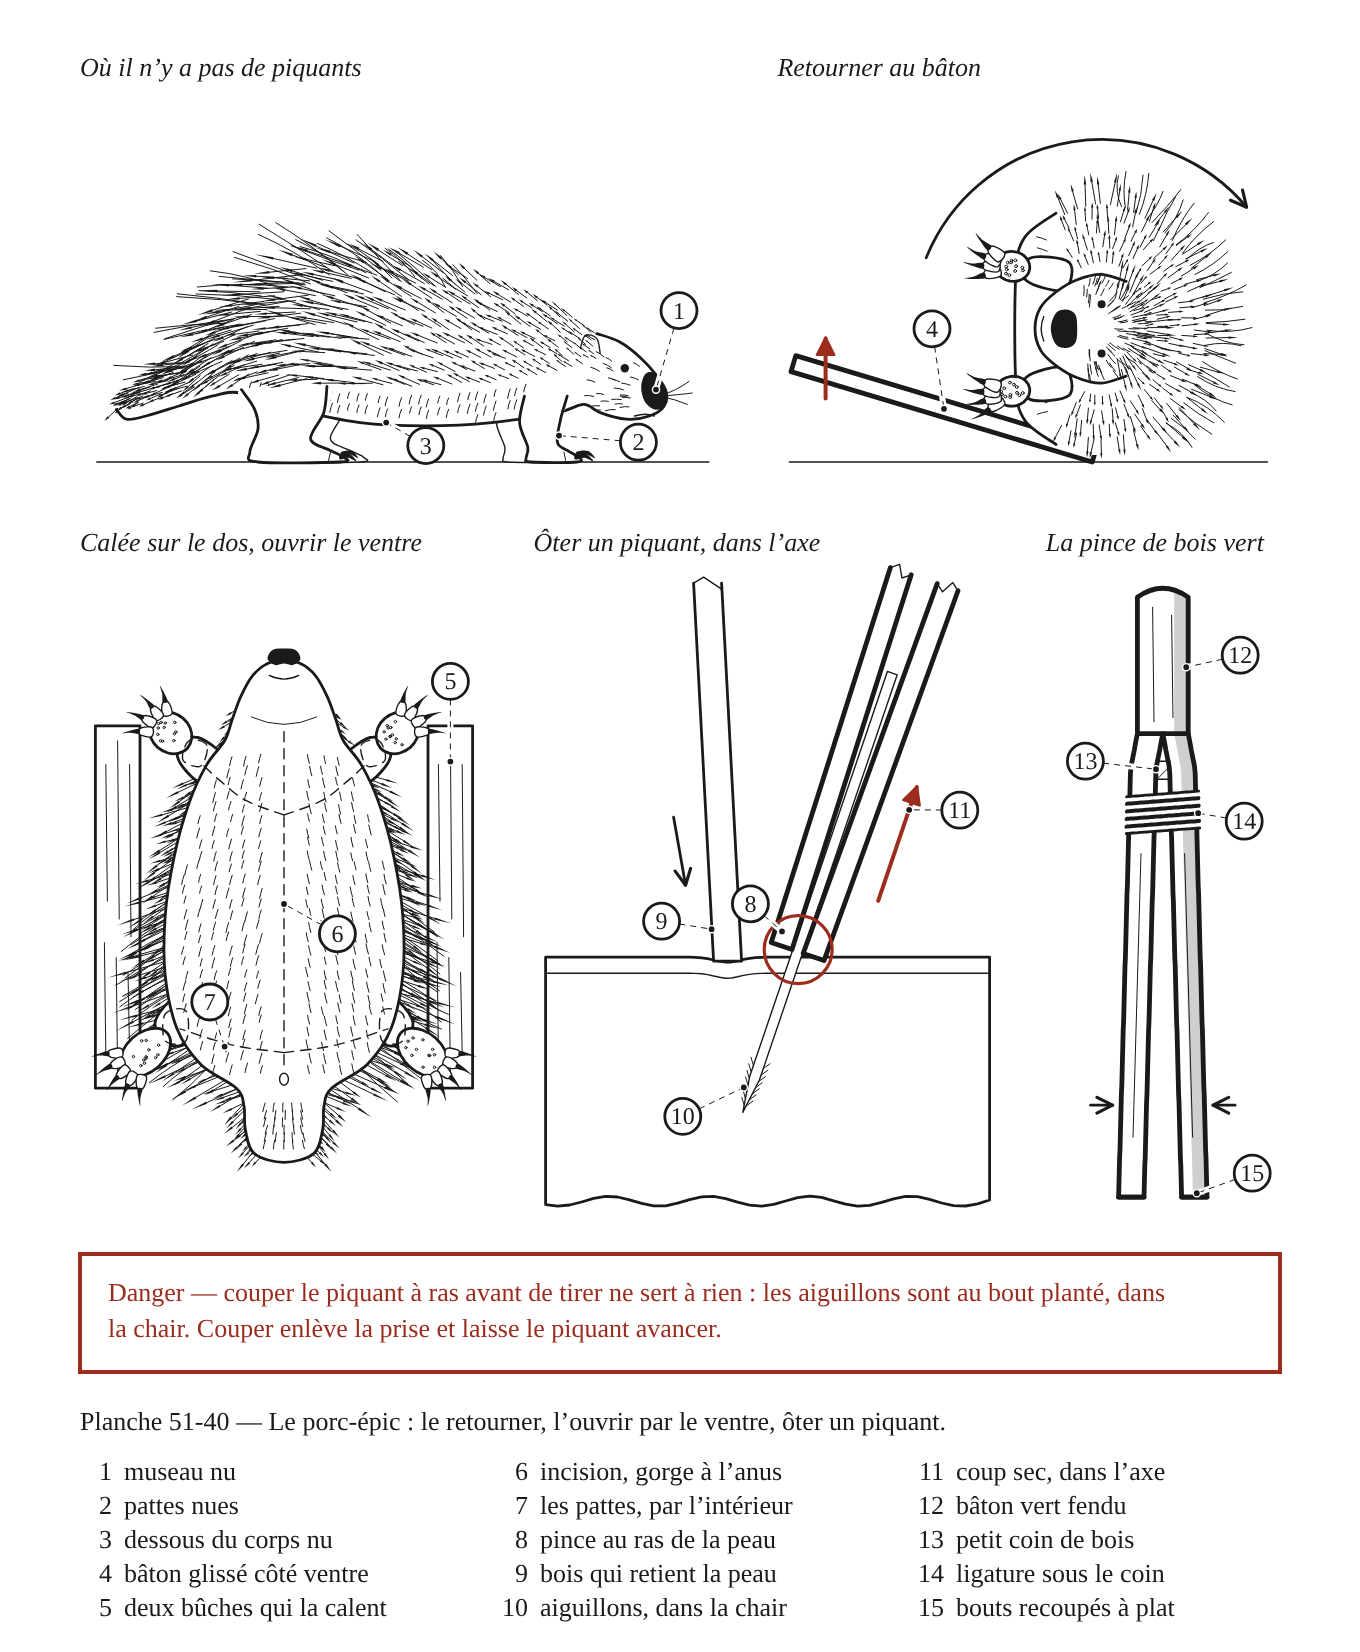 Où il n’y a pas de piquants
Retourner au bâton
1
2
3
4
Calée sur le dos, ouvrir le ventre
Ôter un piquant, dans l’axe
La pince de bois vert
5
6
7
8
9
10
11
12
13
14
15
Danger — couper le piquant à ras avant de tirer ne sert à rien : les aiguillons sont au bout planté, dans
la chair. Couper enlève la prise et laisse le piquant avancer.
Planche 51-40 — Le porc-épic : le retourner, l’ouvrir par le ventre, ôter un piquant.
1 museau nu
2 pattes nues
3 dessous du corps nu
4 bâton glissé côté ventre
5 deux bûches qui la calent
6 incision, gorge à l’anus
7 les pattes, par l’intérieur
8 pince au ras de la peau
9 bois qui retient la peau
10 aiguillons, dans la chair
11 coup sec, dans l’axe
12 bâton vert fendu
13 petit coin de bois
14 ligature sous le coin
15 bouts recoupés à plat